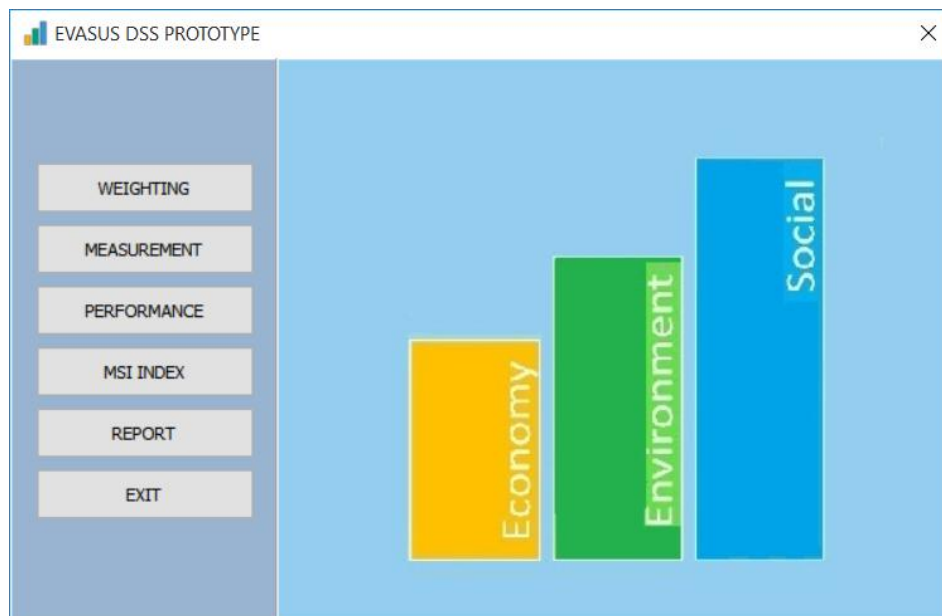 EVASUS DSS PROTOTYPE
WEIGHTING
MEASUREMENT
PERFORMANCE
MSI INDEX
REPORT
EXIT
Economy
Environment
Social